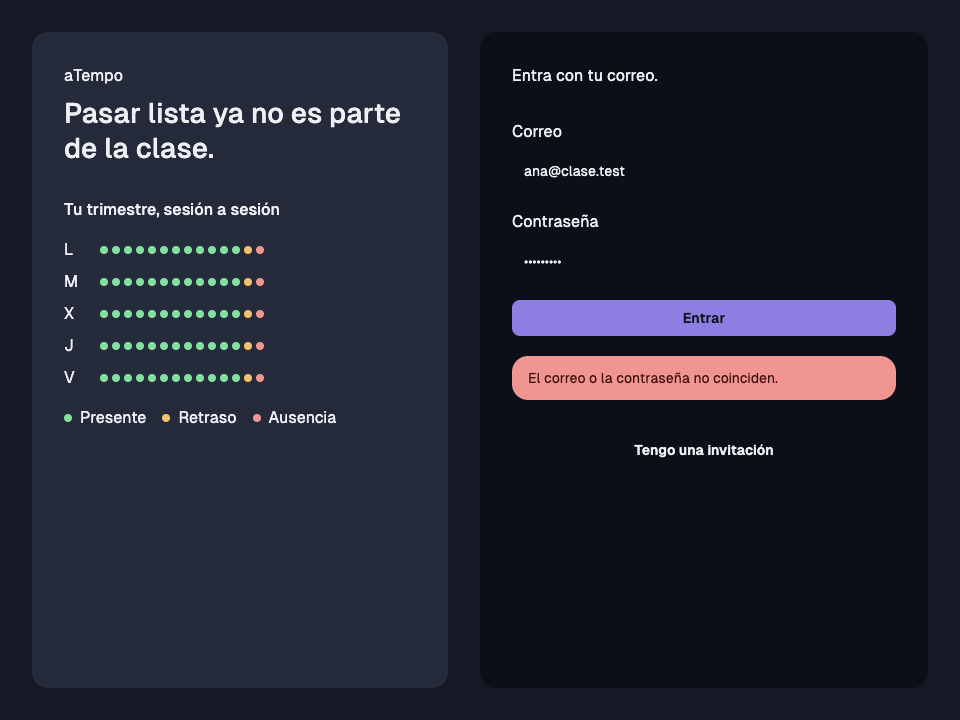 aTempo
Pasar lista ya no es parte
de la clase.
Tu trimestre, sesión a sesión
L
M
X
J
V
Presente Retraso Ausencia
Entra con tu correo.
Correo
ana@clase.test
Contraseña
•••••••••
Entrar
El correo o la contraseña no coinciden.
Tengo una invitación